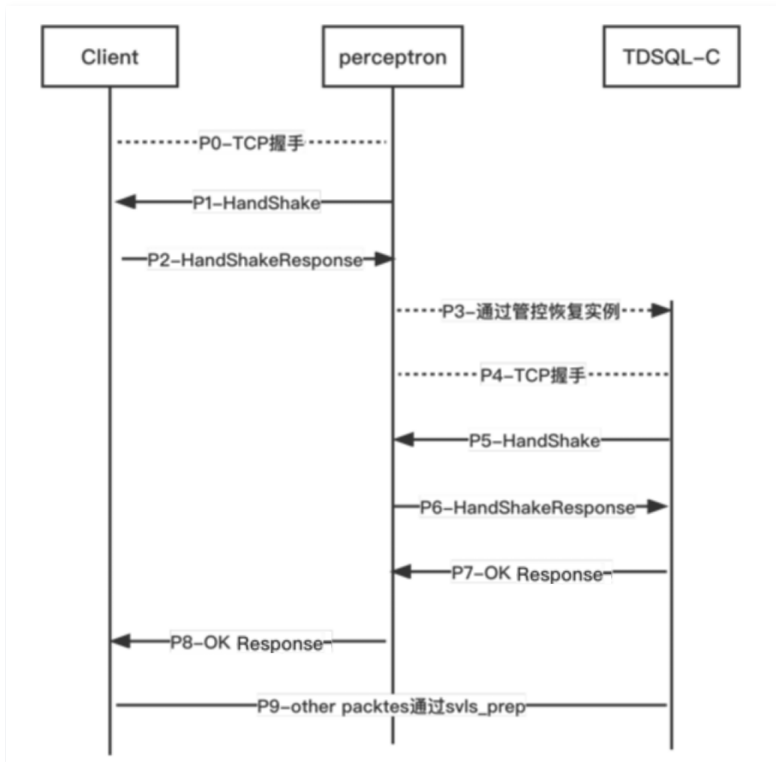 Client
perceptron
TDSQL-C
P0-TCP握手
P1-HandShake
P2-HandShakeResponse
P3-通过管控恢复实例
P4-TCP握手
P5-HandShake
P6-HandShakeResponse
P7-OK Response
P8-OK Response
P9-other packtes通过svls_prep